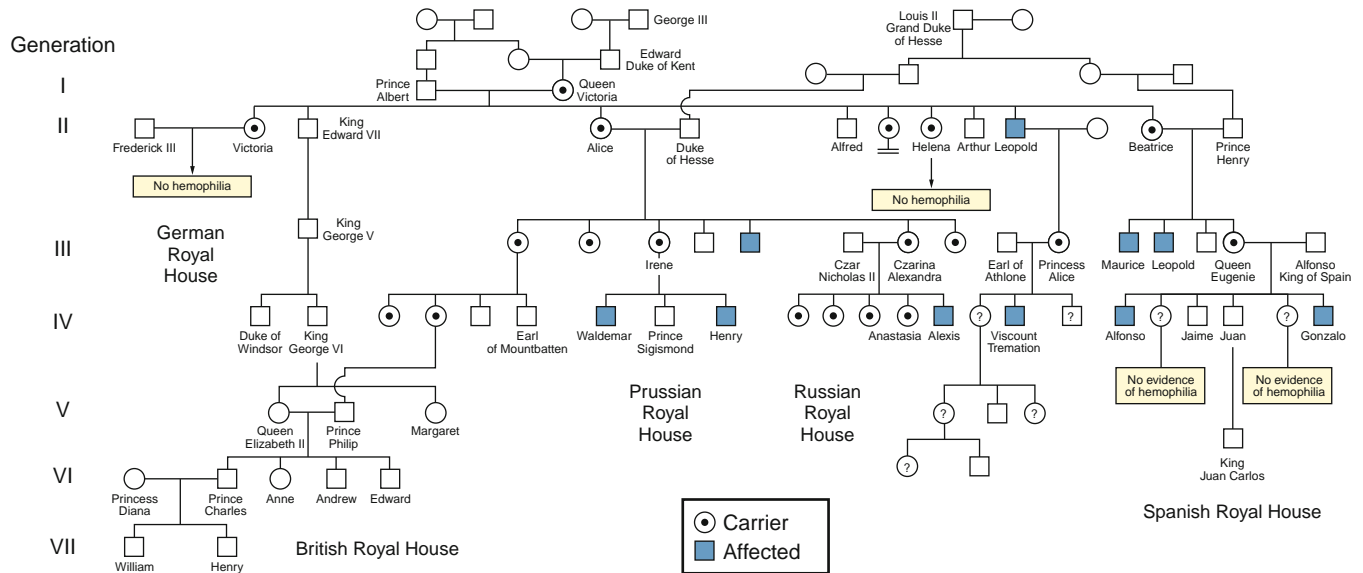 George III
Louis II
Grand Duke
of Hesse
Generation
Edward
Duke of Kent
I
Prince
Albert
Queen
Victoria
II
King
Edward VII
Frederick III
Victoria
Alice
Duke
of Hesse
Alfred
Helena
Arthur
Leopold
Beatrice
Prince
Henry
No hemophilia
No hemophilia
III
German
Royal
House
King
George V
Irene
Czar
Nicholas II
Czarina
Alexandra
Earl of
Athlone
Princess
Alice
Maurice
Leopold
Queen
Eugenie
Alfonso
King of Spain
IV
?
?
?
?
Duke of
Windsor
King
George VI
Earl
of Mountbatten
Waldemar
Prince
Sigismond
Henry
Anastasia
Alexis
Viscount
Tremation
Alfonso
Jaime
Juan
Gonzalo
No evidence
of hemophilia
No evidence
of hemophilia
V
Prussian
Royal
House
Russian
Royal
House
?
?
Queen
Elizabeth II
Prince
Philip
Margaret
King
Juan Carlos
VI
?
Princess
Diana
Prince
Charles
Anne
Andrew
Edward
Spanish Royal House
Carrier
Affected
VII
British Royal House
William
Henry